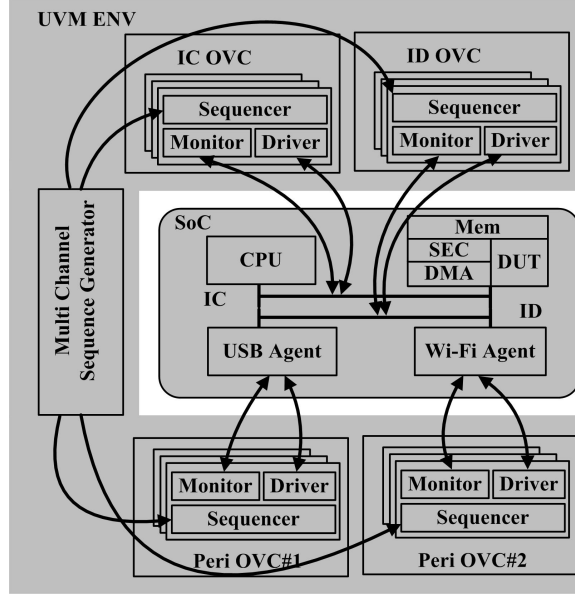 UVM ENV
IC OVC
Sequencer
Monitor
Driver
ID OVC
Sequencer
Monitor
Driver
Multi Channel
Sequence Generator
SoC
CPU
Mem
SEC
DMA
DUT
IC
ID
USB Agent
Wi-Fi Agent
Monitor
Driver
Sequencer
Peri OVC#1
Monitor
Driver
Sequencer
Peri OVC#2